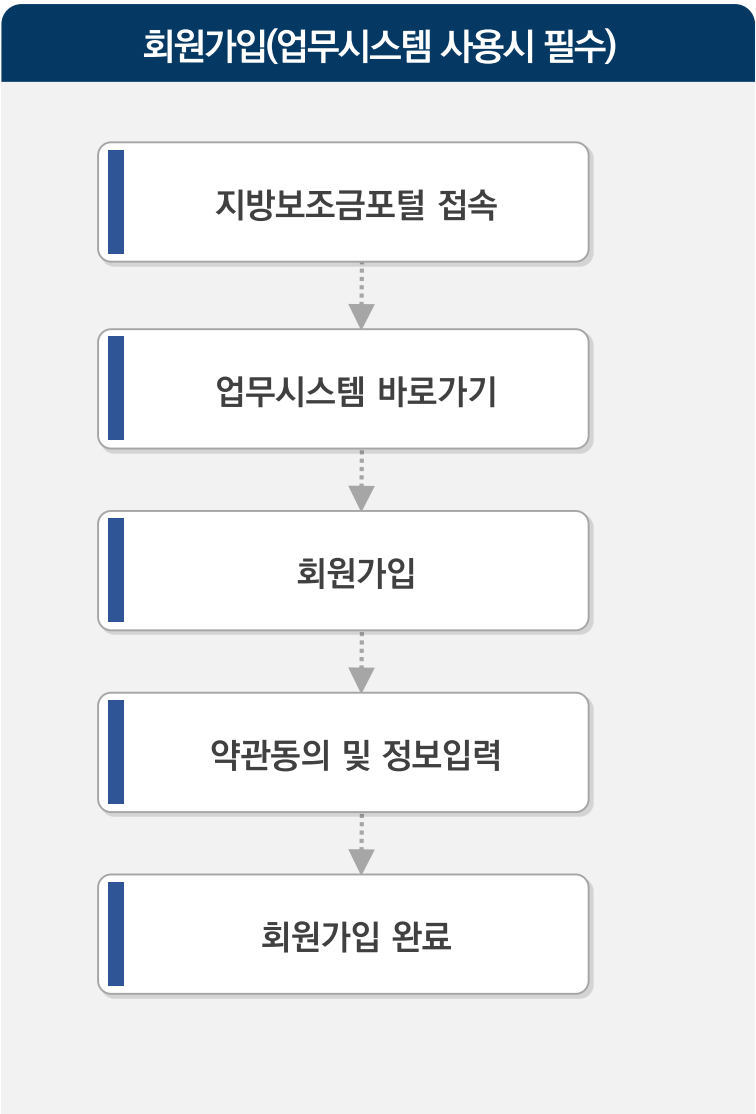 회원가입(업무시스템 사용시 필수)
지방보조금포털 접속
업무시스템 바로가기
회원가입
약관동의 및 정보입력
회원가입 완료